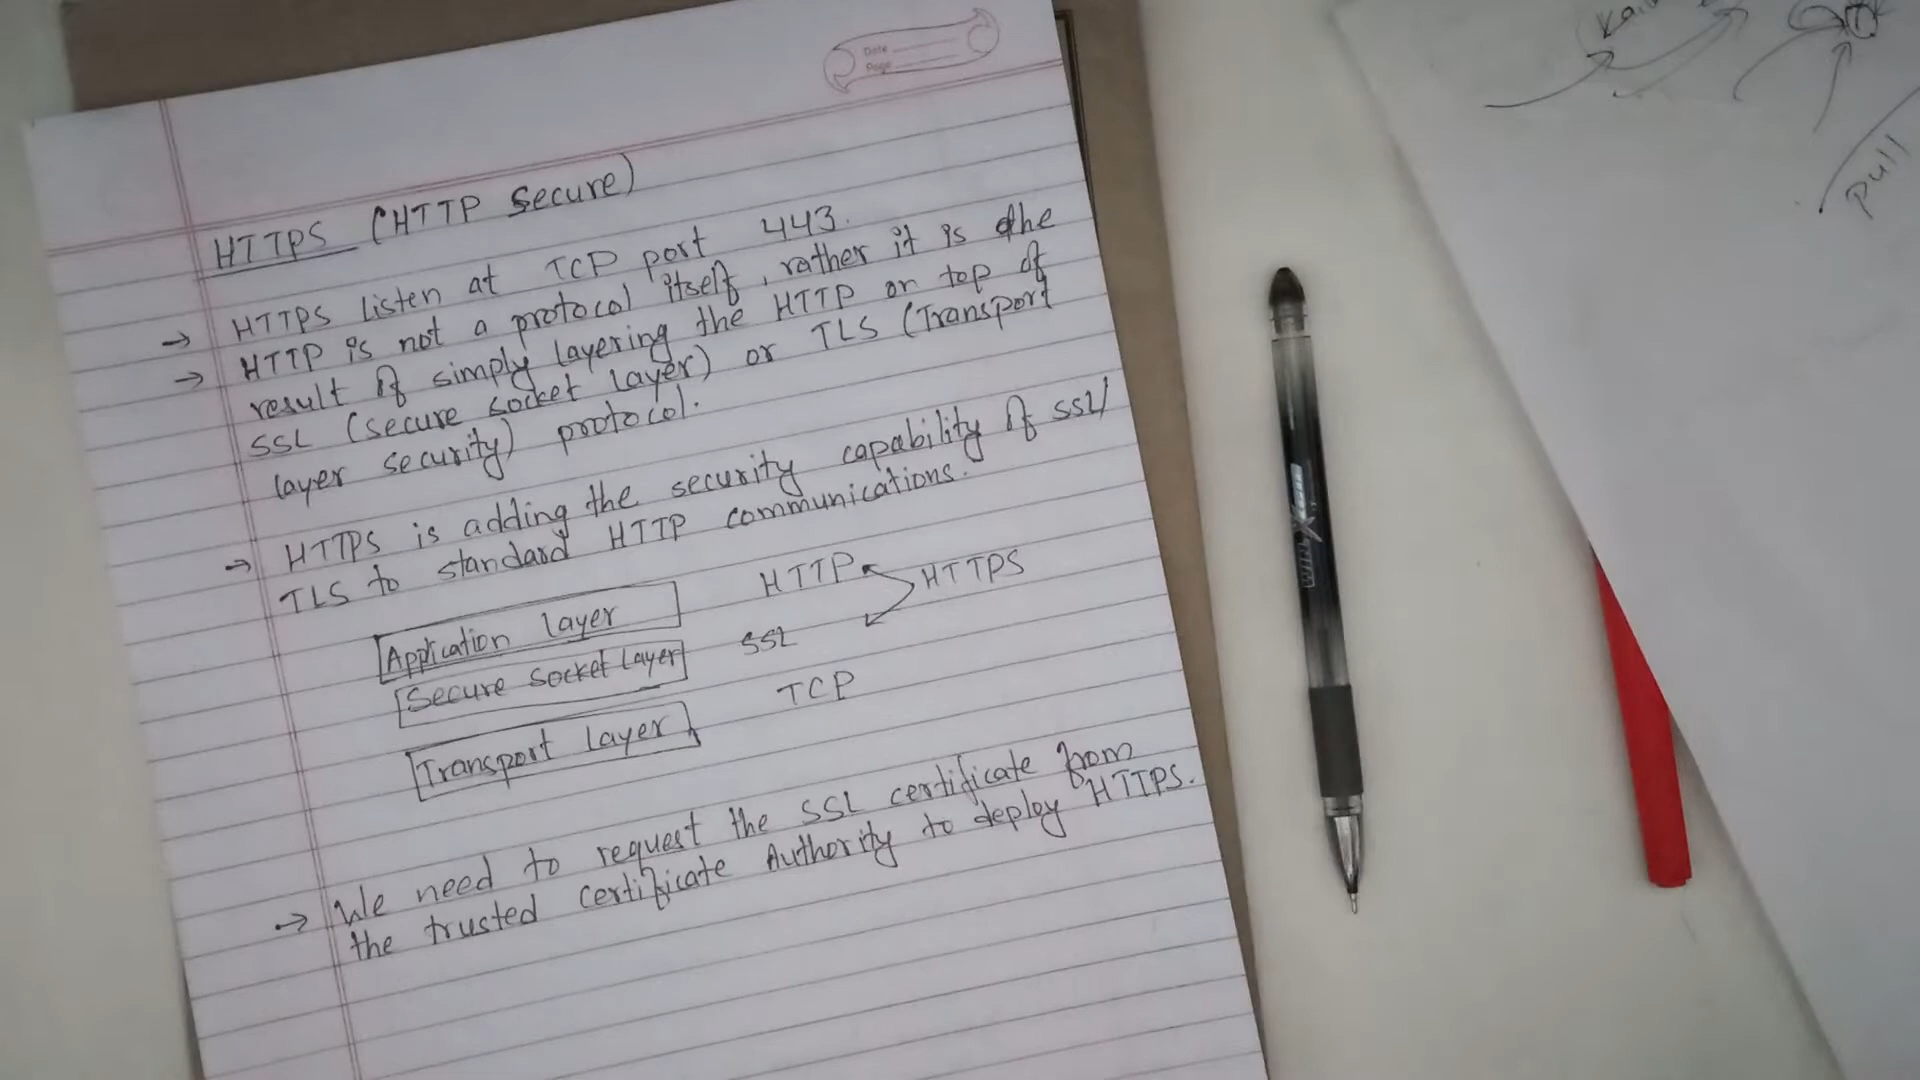 Date
Page
HTTPS (HTTP Secure)
→ HTTPS Listen at TCP port 443.
→ HTTP is not a protocol itself, rather it is the
result of simply layering the HTTP on top of
SSL (secure socket layer) or TLS (Transport
layer security) protocol.
→ HTTPS is adding the security capability of SSL/
TLS to standard HTTP communications.
Application Layer HTTP HTTPS
Secure Socket Layer SSL
Transport Layer TCP
→ We need to request the SSL certificate from
the trusted certificate Authority to deploy HTTPS.
pull